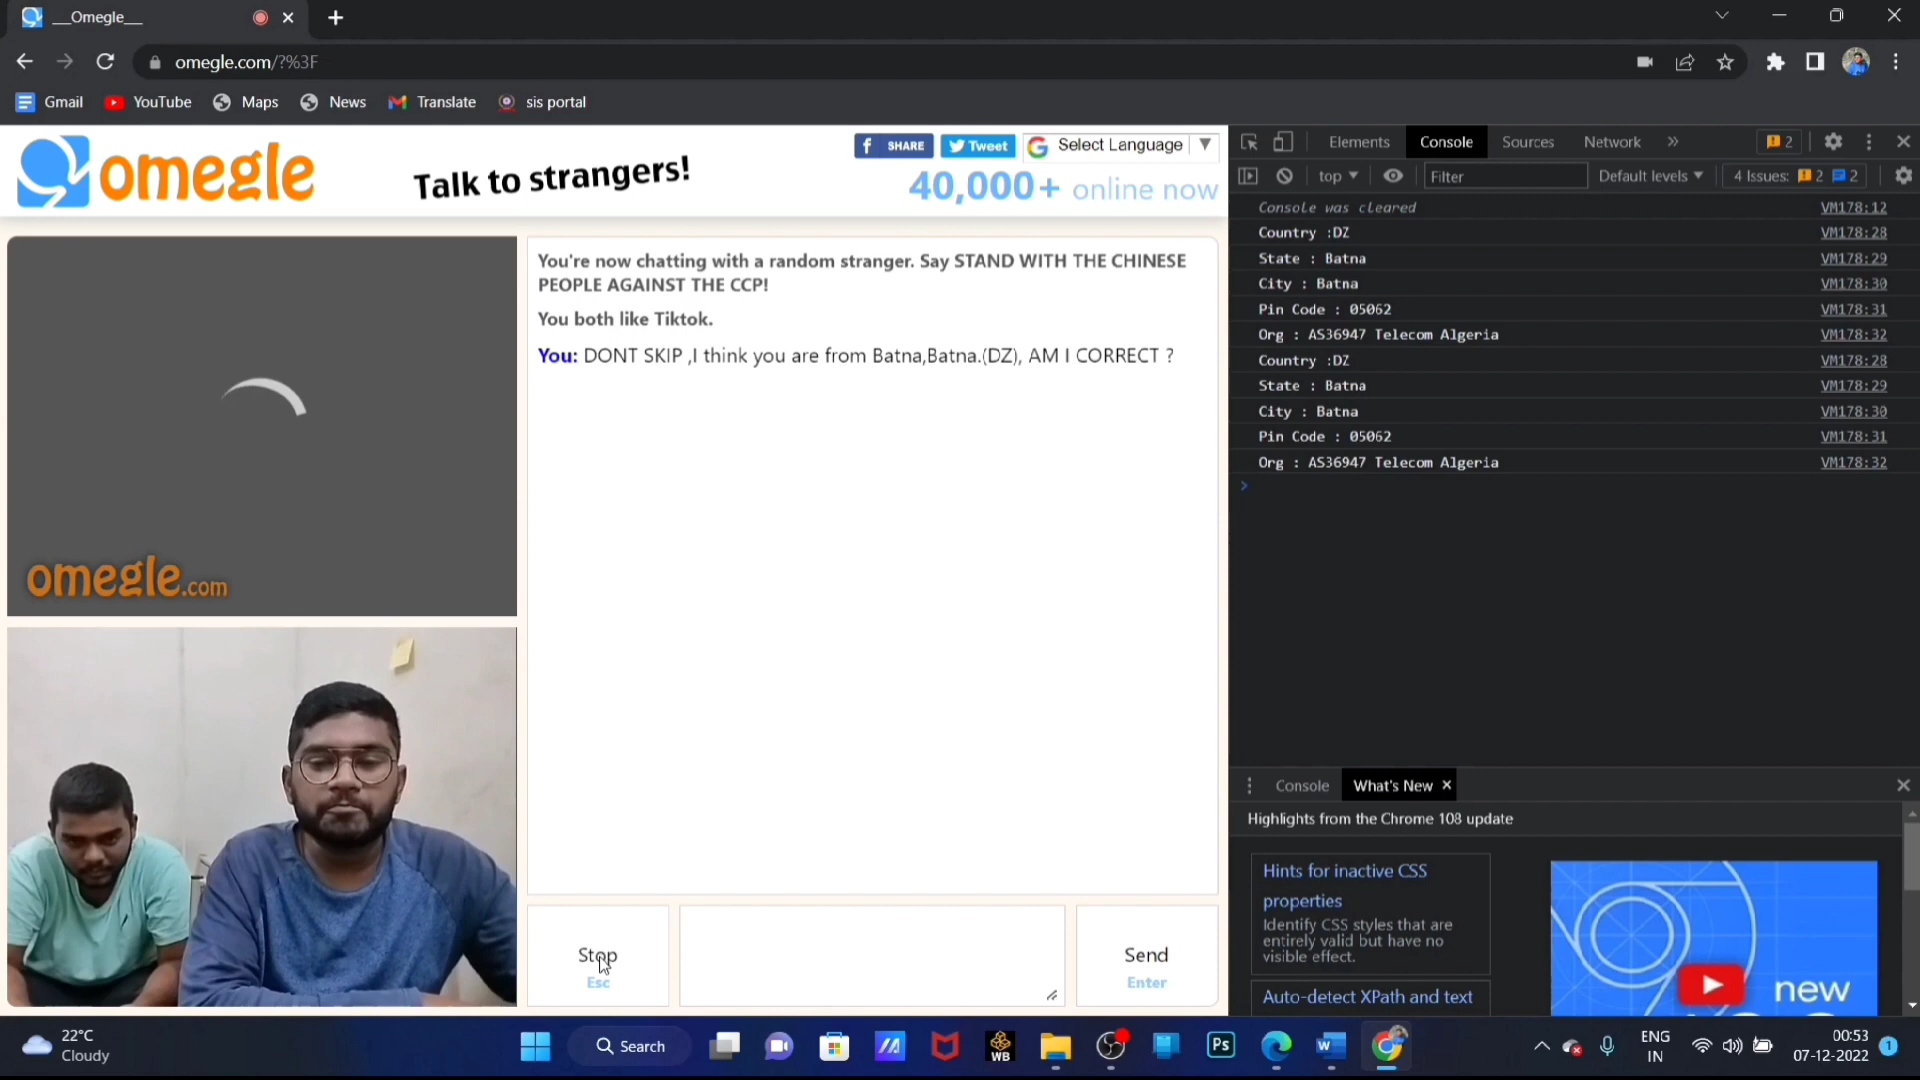 __Omegle__
omegle.com/?%3F
Gmail YouTube Maps News Translate sis portal
omegle
Talk to strangers!
SHARE Tweet Select Language
40,000+ online now
You're now chatting with a random stranger. Say STAND WITH THE CHINESE
PEOPLE AGAINST THE CCP!
You both like Tiktok.
You: DONT SKIP ,I think you are from Batna,Batna.(DZ), AM I CORRECT ?
omegle.com
Stop
Esc
Send
Enter
Elements Console Sources Network 2
top Filter Default levels 4 Issues: 2 2
Console was cleared VM178:12
Country :DZ VM178:28
State : Batna VM178:29
City : Batna VM178:30
Pin Code : 05062 VM178:31
Org : AS36947 Telecom Algeria VM178:32
Country :DZ VM178:28
State : Batna VM178:29
City : Batna VM178:30
Pin Code : 05062 VM178:31
Org : AS36947 Telecom Algeria VM178:32
Console What's New
Highlights from the Chrome 108 update
Hints for inactive CSS
properties
Identify CSS styles that are
entirely valid but have no
visible effect.
Auto-detect XPath and text
new
22°C
Cloudy
Search
WB
Ps
ENG
IN
00:53
07-12-2022
1